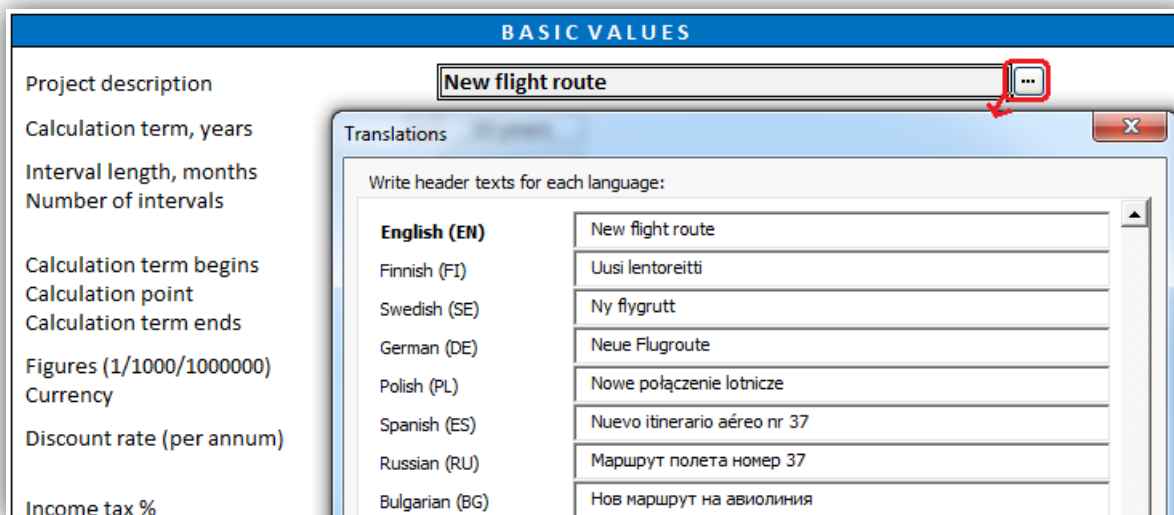 BASIC VALUES
Project description
New flight route
...
Calculation term, years
Interval length, months
Number of intervals
Calculation term begins
Calculation point
Calculation term ends
Figures (1/1000/1000000)
Currency
Discount rate (per annum)
Income tax %
Translations
Write header texts for each language:
English (EN) New flight route
Finnish (FI) Uusi lentoreitti
Swedish (SE) Ny flygrutt
German (DE) Neue Flugroute
Polish (PL) Nowe połączenie lotnicze
Spanish (ES) Nuevo itinerario aéreo nr 37
Russian (RU) Маршрут полета номер 37
Bulgarian (BG) Нов маршрут на авиолиния